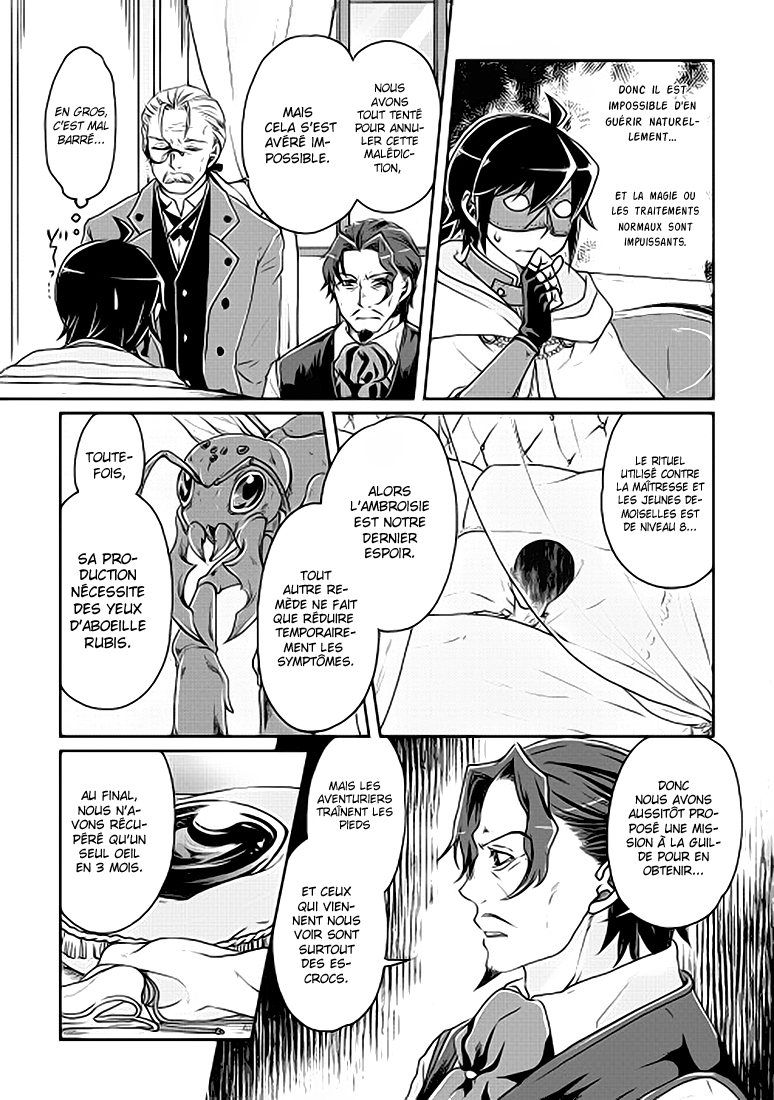 DONC IL EST
IMPOSSIBLE D'EN
GUÉRIR NATUREL-
LEMENT...
ET LA MAGIE OU
LES TRAITEMENTS
NORMAUX SONT
IMPUISSANTS.
NOUS
AVONS
TOUT TENTÉ
POUR ANNU-
LER CETTE
MALÉDIC-
TION,
MAIS
CELA S'EST
AVÉRÉ IM-
POSSIBLE.
EN GROS,
C'EST MAL
BARRÉ...
LE RITUEL
UTILISÉ CONTRE
LA MAÎTRESSE ET
LES JEUNES DE-
MOISELLES EST
DE NIVEAU 8...
ALORS
L'AMBROISIE
EST NOTRE
DERNIER
ESPOIR.
TOUT
AUTRE RE-
MÈDE NE FAIT
QUE RÉDUIRE
TEMPORAIRE-
MENT LES
SYMPTÔMES.
TOUTE-
FOIS,
SA PRO-
DUCTION
NÉCESSITE
DES YEUX
D'ABOEILLE
RUBIS.
DONC
NOUS AVONS
AUSSITÔT PRO-
POSÉ UNE MIS-
SION À LA GUIL-
DE POUR EN
OBTENIR...
MAIS LES
AVENTURIERS
TRAÎNENT LES
PIEDS
ET CEUX
QUI VIEN-
NENT NOUS
VOIR SONT
SURTOUT
DES ES-
CROCS.
AU FINAL,
NOUS N'A-
VONS RÉCU-
PÉRÉ QU'UN
SEUL OEIL
EN 3 MOIS.